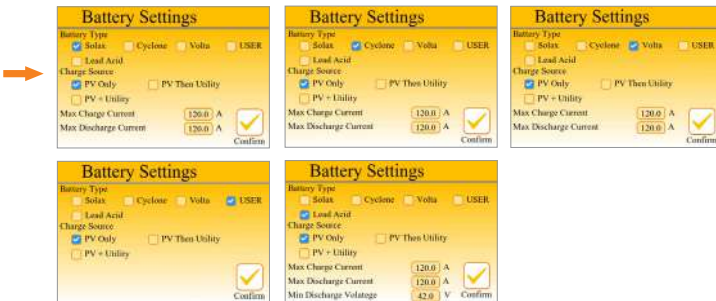 Battery Settings
Battery Type
Solax Cyclone Volta USER
Lead Acid
Charge Source
PV Only PV Then Utility
PV + Utility
Max Charge Current 120.0 A
Max Discharge Current 120.0 A
Confirm
Battery Settings
Battery Type
Solax Cyclone Volta USER
Lead Acid
Charge Source
PV Only PV Then Utility
PV + Utility
Max Charge Current 120.0 A
Max Discharge Current 120.0 A
Confirm
Battery Settings
Battery Type
Solax Cyclone Volta USER
Lead Acid
Charge Source
PV Only PV Then Utility
PV + Utility
Max Charge Current 120.0 A
Max Discharge Current 120.0 A
Confirm
Battery Settings
Battery Type
Solax Cyclone Volta USER
Lead Acid
Charge Source
PV Only PV Then Utility
PV + Utility
Confirm
Battery Settings
Battery Type
Solax Cyclone Volta USER
Lead Acid
Charge Source
PV Only PV Then Utility
PV + Utility
Max Charge Current 120.0 A
Max Discharge Current 120.0 A
Min Discharge Volatege 42.0 V Confirm